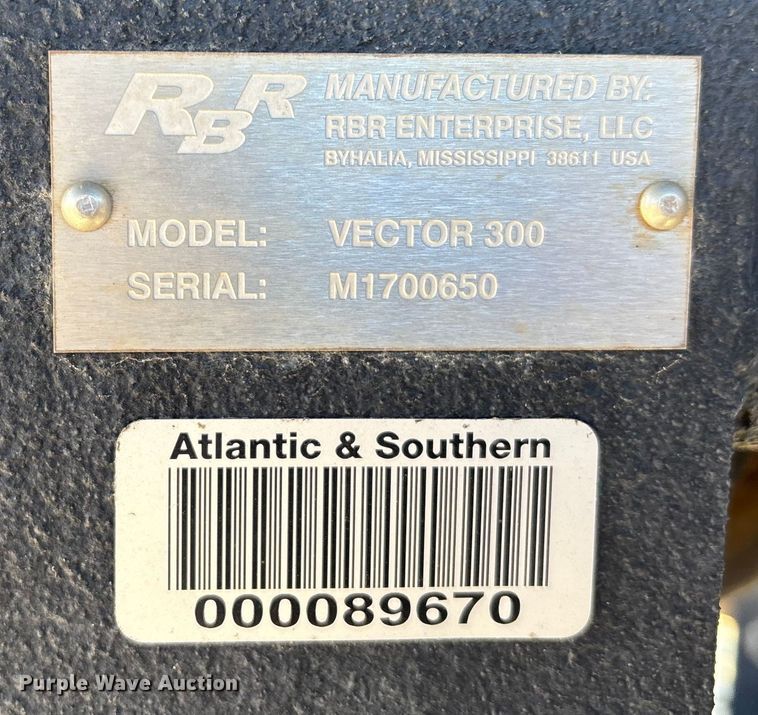 RBR MANUFACTURED BY:
RBR ENTERPRISE, LLC
BYHALIA, MISSISSIPPI 38611 USA
MODEL: VECTOR 300
SERIAL: M1700650
Atlantic & Southern
000089670
Purple Wave Auction